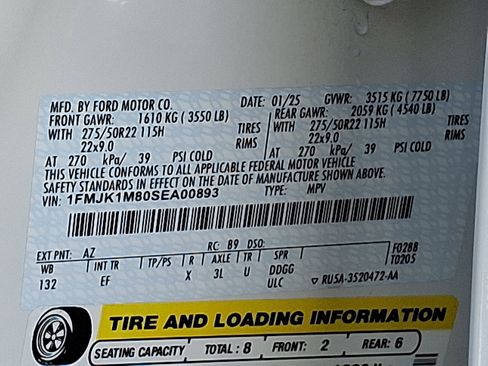 MFD. BY FORD MOTOR CO. DATE: 01/25 GVWR: 3515 KG ( 7750 LB)
FRONT GAWR: 1610 KG ( 3550 LB) REAR GAWR: 2059 KG ( 4540 LB)
WITH 275/50R22 115H TIRES WITH 275/50R22 115H TIRES
22x9.0 RIMS 22x9.0 RIMS
AT 270 kPa/ 39 PSI COLD AT 270 kPa/ 39 PSI COLD
THIS VEHICLE CONFORMS TO ALL APPLICABLE FEDERAL MOTOR VEHICLE
SAFETY STANDARDS IN EFFECT ON THE DATE OF MANUFACTURE SHOWN ABOVE.
VIN: 1FMJK1M80SEA00893 TYPE: MPV
EXT PNT: AZ RC: 89 DSO: F0288
WB INT TR TP/PS R AXLE TR SPR T0205
132 EF X 3L U DDGG
ULC ▽ RU5A-3520472-AA
TIRE AND LOADING INFORMATION
SEATING CAPACITY TOTAL : 8 FRONT: 2 REAR: 6